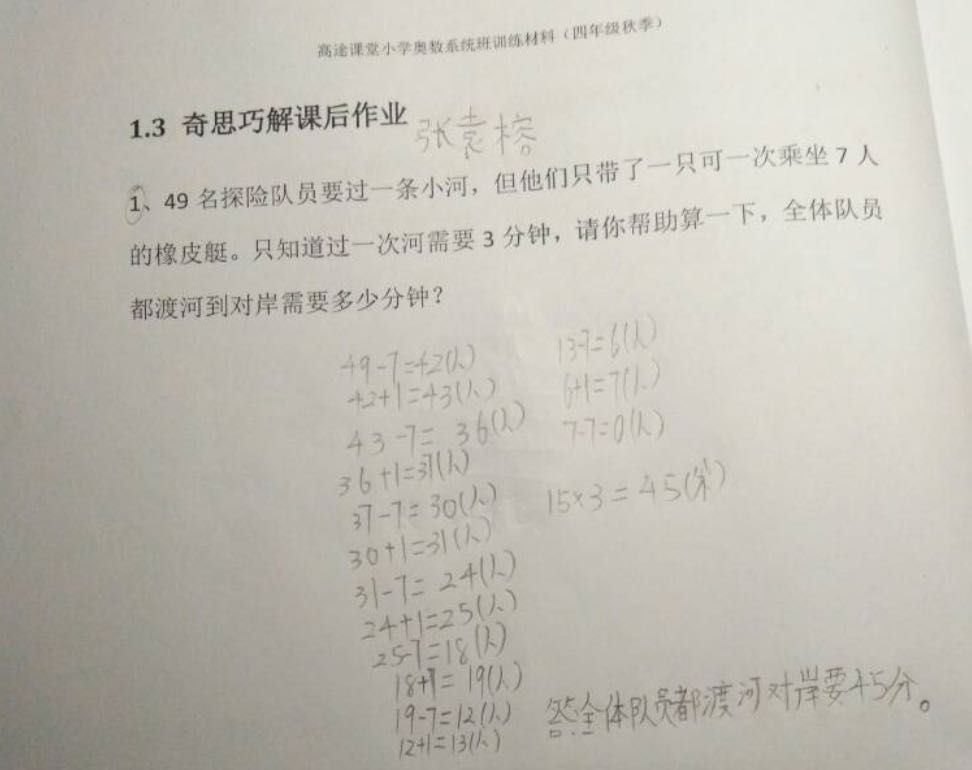 高途课堂小学奥数系统班训练材料（四年级秋季）
1.3 奇思巧解课后作业 张袁榕
1、49 名探险队员要过一条小河，但他们只带了一只可一次乘坐 7 人
的橡皮艇。只知道过一次河需要 3 分钟，请你帮助算一下，全体队员
都渡河到对岸需要多少分钟？
49-7=42(人)
42+1=43(人)
43-7=36(人)
36+1=37(人)
37-7=30(人)
30+1=31(人)
31-7=24(人)
24+1=25(人)
25-7=18(人)
18+1=19(人)
19-7=12(人)
12+1=13(人)
13-7=6(人)
6+1=7(人)
7-7=0(人)
15×3=45(分)
答:全体队员都渡河对岸要45分。